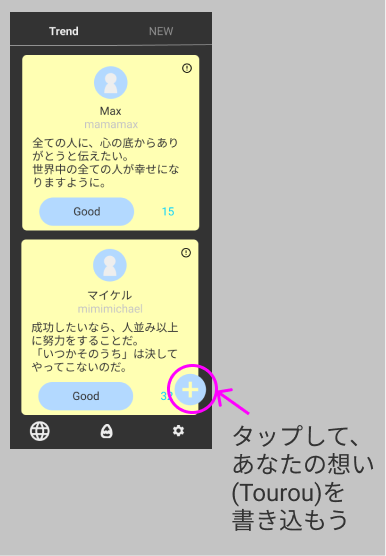 Trend NEW
Max
mamamax
全ての人に、心の底からあり
がとうと伝えたい。
世界中の全ての人が幸せにな
りますように。
Good 15
マイケル
mimimichael
成功したいなら、人並み以上
に努力をすることだ。
「いつかそのうち」は決して
やってこないのだ。
Good
タップして、
あなたの想い
(Tourou)を
書き込もう